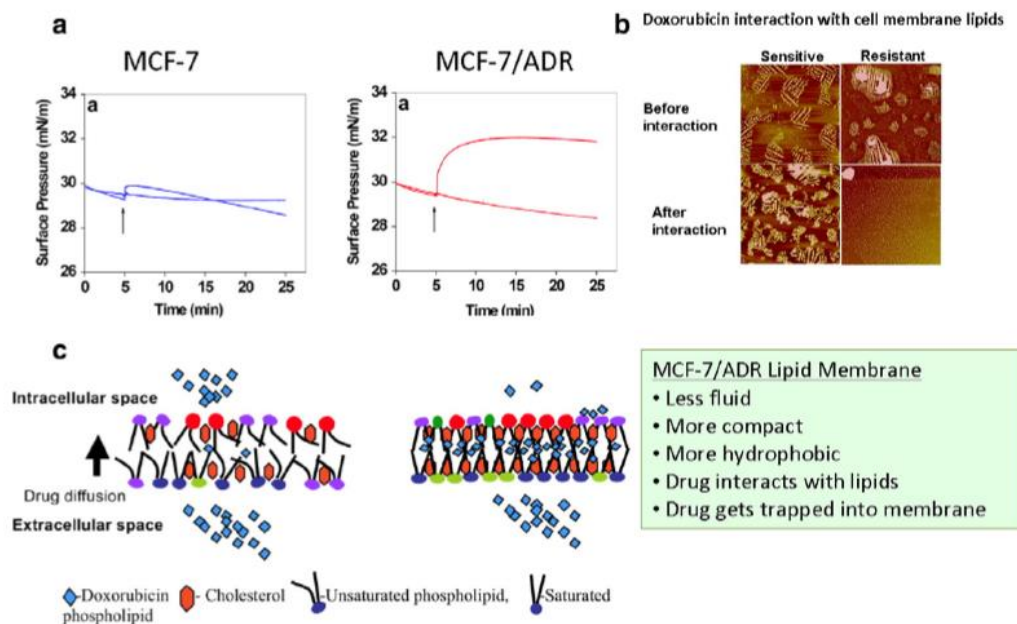 a
MCF-7
MCF-7/ADR
a
34
32
30
28
26
Surface Pressure (mN/m)
0 5 10 15 20 25
Time (min)
a
34
32
30
28
26
Surface Pressure (mN/m)
0 5 10 15 20 25
Time (min)
b
Doxorubicin interaction with cell membrane lipids
Sensitive Resistant
Before
interaction
After
interaction
c
Intracellular space
Drug diffusion
Extracellular space
MCF-7/ADR Lipid Membrane
• Less fluid
• More compact
• More hydrophobic
• Drug interacts with lipids
• Drug gets trapped into membrane
-Doxorubicin - Cholesterol -Unsaturated phospholipid, -Saturated
phospholipid